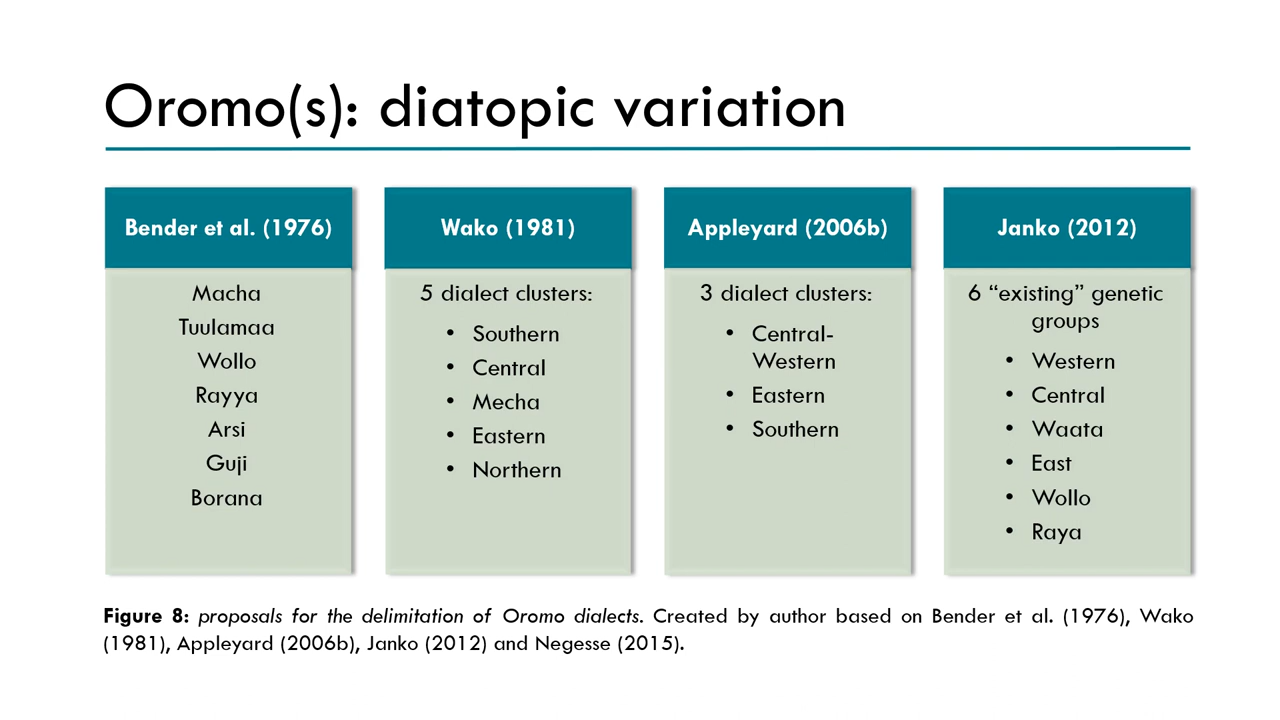 Oromo(s): diatopic variation
Bender et al. (1976)
Macha
Tuulamaa
Wollo
Rayya
Arsi
Guji
Borana
Wako (1981)
5 dialect clusters:
• Southern
• Central
• Mecha
• Eastern
• Northern
Appleyard (2006b)
3 dialect clusters:
• Central-
Western
• Eastern
• Southern
Janko (2012)
6 “existing” genetic
groups
• Western
• Central
• Waata
• East
• Wollo
• Raya
Figure 8: proposals for the delimitation of Oromo dialects. Created by author based on Bender et al. (1976), Wako
(1981), Appleyard (2006b), Janko (2012) and Negesse (2015).